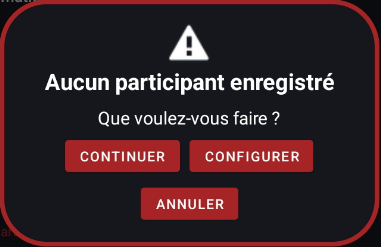 Aucun participant enregistré
Que voulez-vous faire ?
CONTINUER CONFIGURER
ANNULER